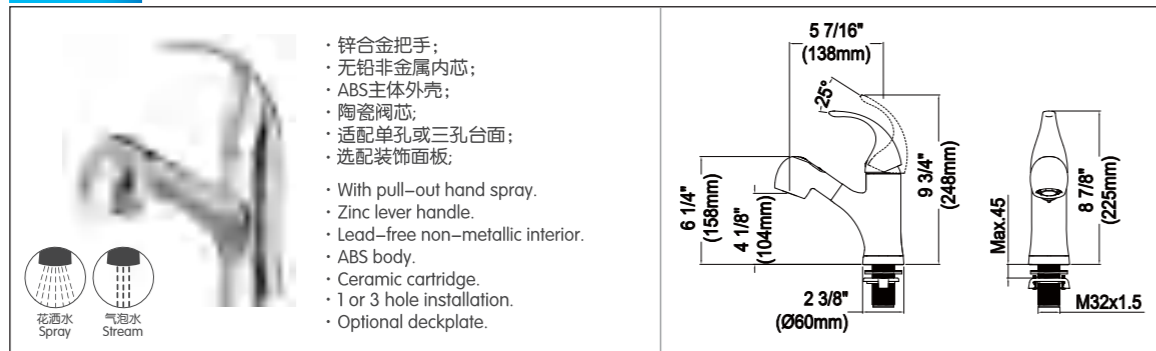 · 锌合金把手；
· 无铅非金属内芯；
· ABS主体外壳；
· 陶瓷阀芯;
· 适配单孔或三孔台面；
· 选配装饰面板;
· With pull-out hand spray.
· Zinc lever handle.
· Lead-free non-metallic interior.
· ABS body.
· Ceramic cartridge.
· 1 or 3 hole installation.
· Optional deckplate.
花洒水
Spray
气泡水
Stream
5 7/16"
(138mm)
25°
6 1/4"
(158mm)
4 1/8"
(104mm)
9 3/4"
(248mm)
2 3/8"
(Ø60mm)
Max.45
8 7/8"
(225mm)
M32x1.5